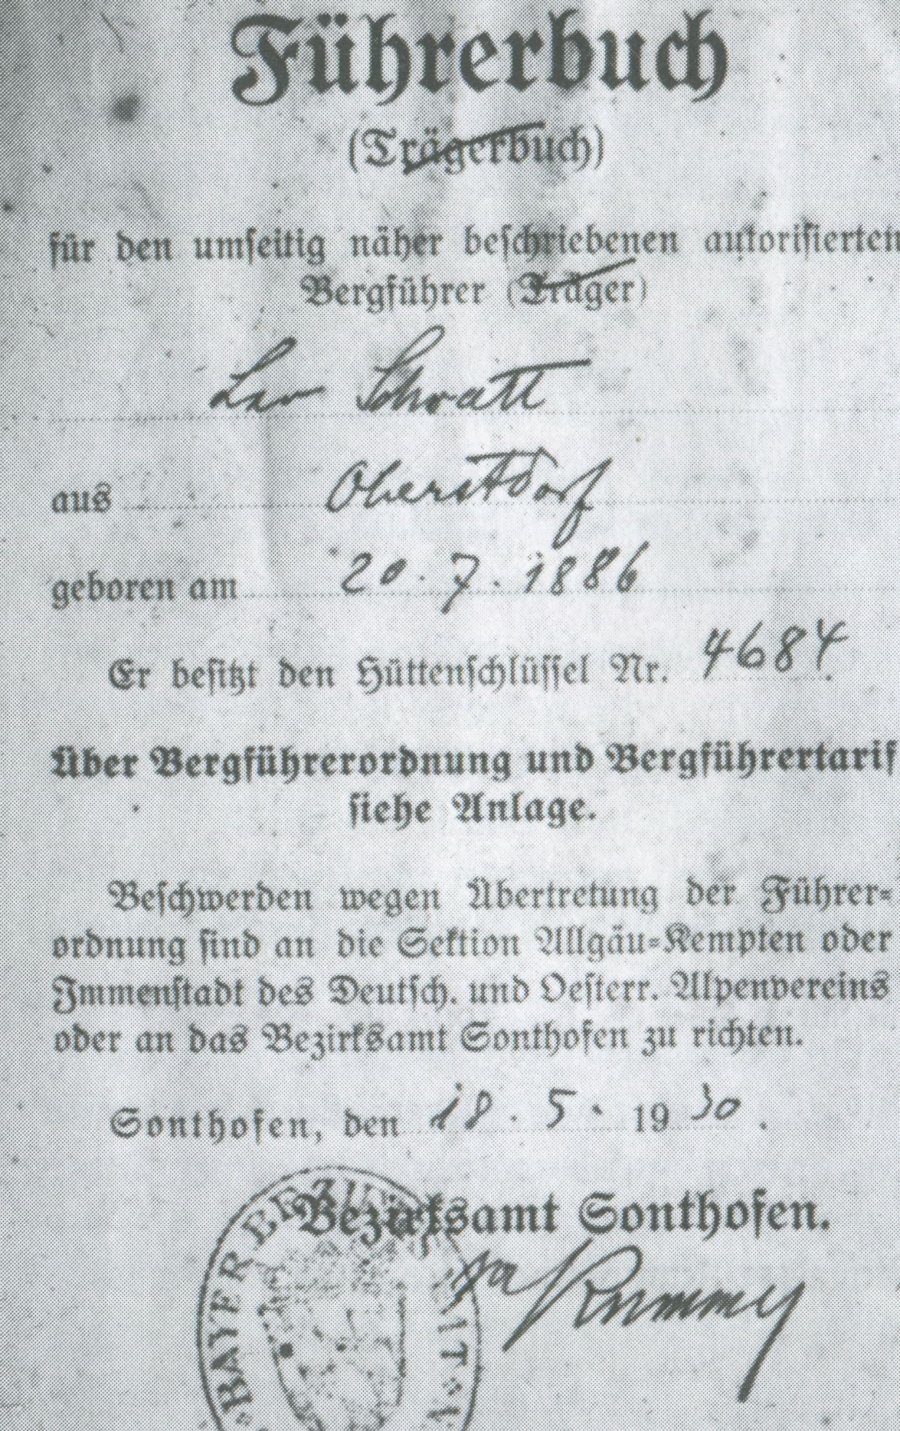 Führerbuch
(Trägerbuch)
für den umseitig näher beschriebenen autorisierten
Bergführer (Träger)
Schratt
aus Oberstdorf
geboren am 20. 7. 1886
Er besitzt den Hüttenschlüssel Nr. 4684.
Über Bergführerordnung und Bergführertarif
siehe Anlage.
Beschwerden wegen Übertretung der Führer=
ordnung sind an die Sektion Allgäu=Kempten oder
Immenstadt des Deutsch. und Oesterr. Alpenvereins
oder an das Bezirksamt Sonthofen zu richten.
Sonthofen, den 18. 5. 1930.
Bezirksamt Sonthofen.
BAYER BEZIRKSAMT